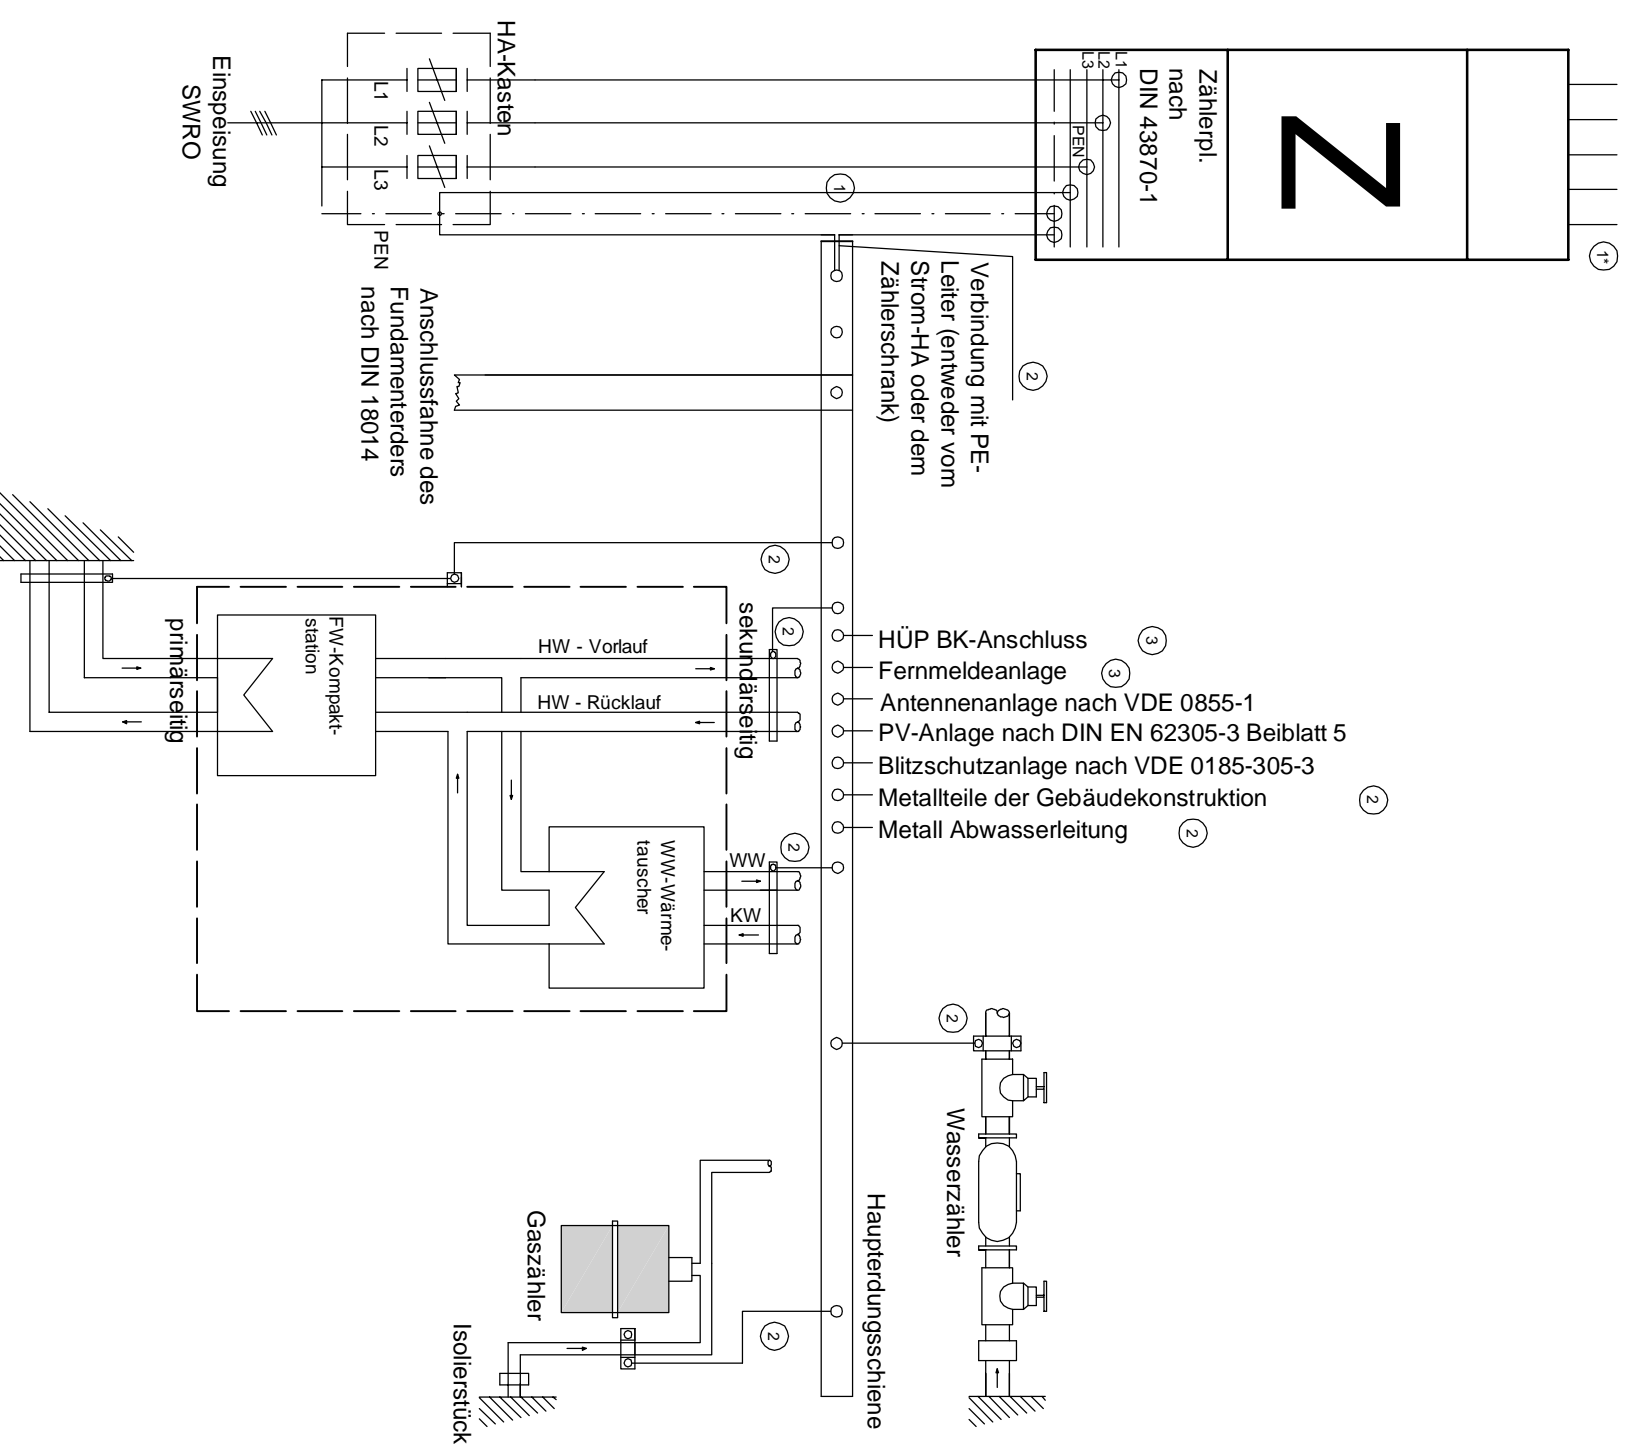 HA-Kasten
Einspeisung
SWRO
L1
L2
L3
PEN
L1
L2
L3
PEN
Zählerpl.
nach
DIN 43870-1
Z
1*
1
Verbindung mit PE-
Leiter (entweder vom
Strom-HA oder dem
Zählerschrank)
2
Anschlussfahne des
Fundamenterders
nach DIN 18014
2
2
primärseitig
FW-Kompakt-
station
HW - Vorlauf
HW - Rücklauf
sekundärseitig
HÜP BK-Anschluss 3
Fernmeldeanlage 3
Antennenanlage nach VDE 0855-1
PV-Anlage nach DIN EN 62305-3 Beiblatt 5
Blitzschutzanlage nach VDE 0185-305-3
Metallteile der Gebäudekonstruktion 2
Metall Abwasserleitung 2
WW-Wärme-
tauscher
WW
KW
2
2
Wasserzähler
Haupterdungsschiene
Gaszähler
2
Isolierstück